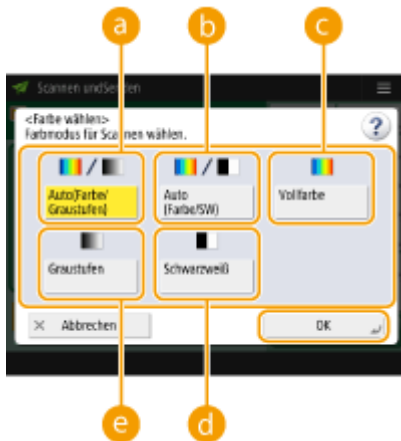 a b c
Scannen undSenden
<Farbe wählen>
Farbmodus für Scannen wählen.
?
Auto(Farbe/
Graustufen)
Auto
(Farbe/SW)
Vollfarbe
Graustufen
Schwarzweiß
× Abbrechen
OK
e d